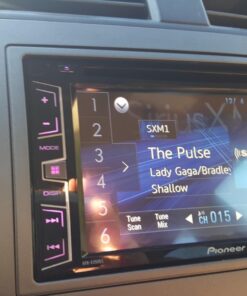 1
2
3
4
5
6
+
-
MODE
DISP
SiriusX
SXM1
The Pulse
Lady Gaga/Bradley
Shallow
Tune
Scan
Tune
Mix
CH 015
Pioneer